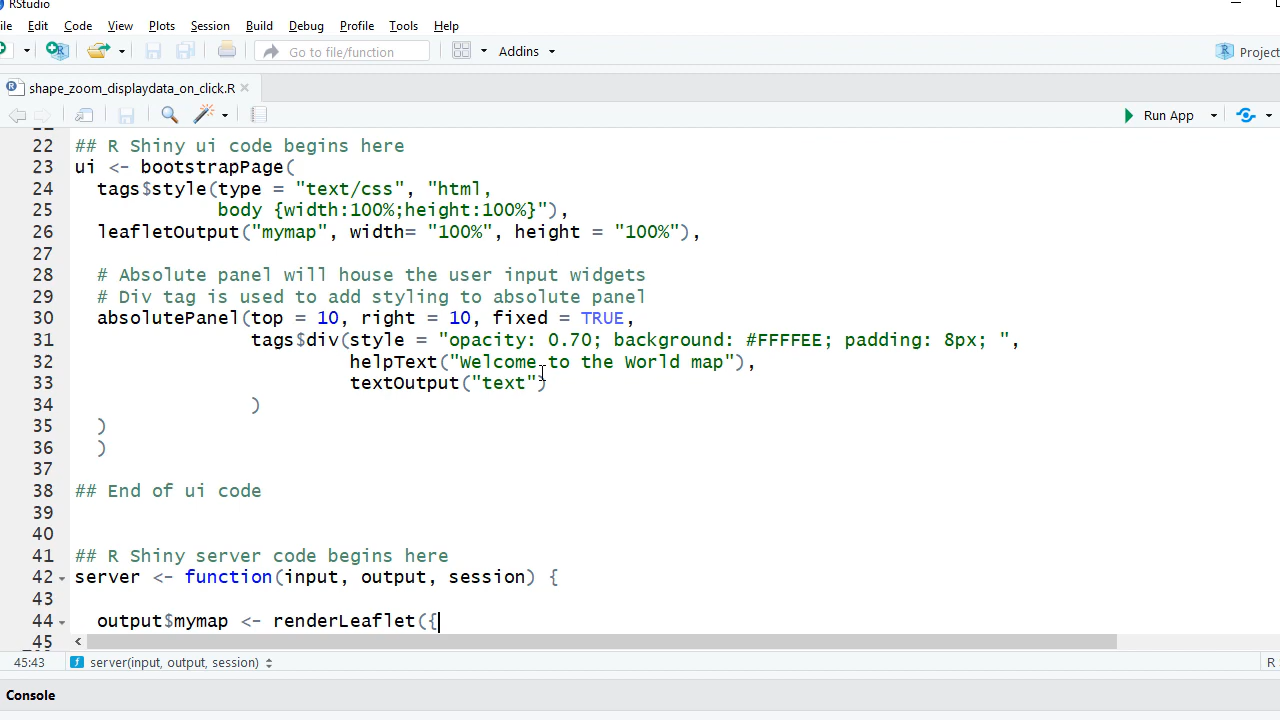 RStudio
ile Edit Code View Plots Session Build Debug Profile Tools Help
Go to file/function Addins Project
shape_zoom_displaydata_on_click.R
Run App
22 ## R Shiny ui code begins here
23 ui <- bootstrapPage(
24 tags$style(type = "text/css", "html,
25 body {width:100%;height:100%}"),
26 leafletOutput("mymap", width= "100%", height = "100%"),
27
28 # Absolute panel will house the user input widgets
29 # Div tag is used to add styling to absolute panel
30 absolutePanel(top = 10, right = 10, fixed = TRUE,
31 tags$div(style = "opacity: 0.70; background: #FFFFEE; padding: 8px; ",
32 helpText("Welcome to the World map"),
33 textOutput("text")
34 )
35 )
36 )
37
38 ## End of ui code
39
40
41 ## R Shiny server code begins here
42 server <- function(input, output, session) {
43
44 output$mymap <- renderLeaflet({
45
45:43 server(input, output, session) R
Console